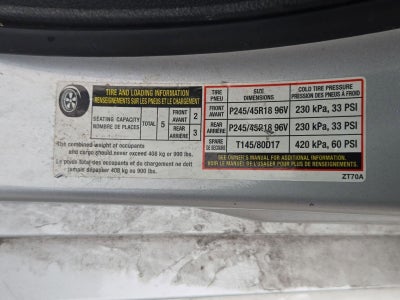 TIRE AND LOADING INFORMATION
RENSEIGNEMENTS SUR LES PNEUS ET LE CHARGEMENT
SEATING CAPACITY
NOMBRE DE PLACES
TOTAL 5
FRONT
AVANT 2
REAR
ARRIÈRE 3
The combined weight of occupants
and cargo should never exceed 408 kg or 900 lbs.
Le poids total des occupants et du chargement ne doit
jamais dépasser 408 kg ou 900 lbs.
TIRE
PNEU
SIZE
DIMENSIONS
COLD TIRE PRESSURE
PRESSION DES PNEUS À FROID
FRONT
AVANT
P245/45R18 96V
230 kPa, 33 PSI
REAR
ARRIÈRE
P245/45R18 96V
230 kPa, 33 PSI
SPARE
DE SECOURS
T145/80D17
420 kPa, 60 PSI
SEE OWNER'S MANUAL FOR ADDITIONAL INFORMATION.
VOIR LE MANUEL DE L'USAGER POUR PLUS DE RENSEIGNEMENTS.
ZT70A